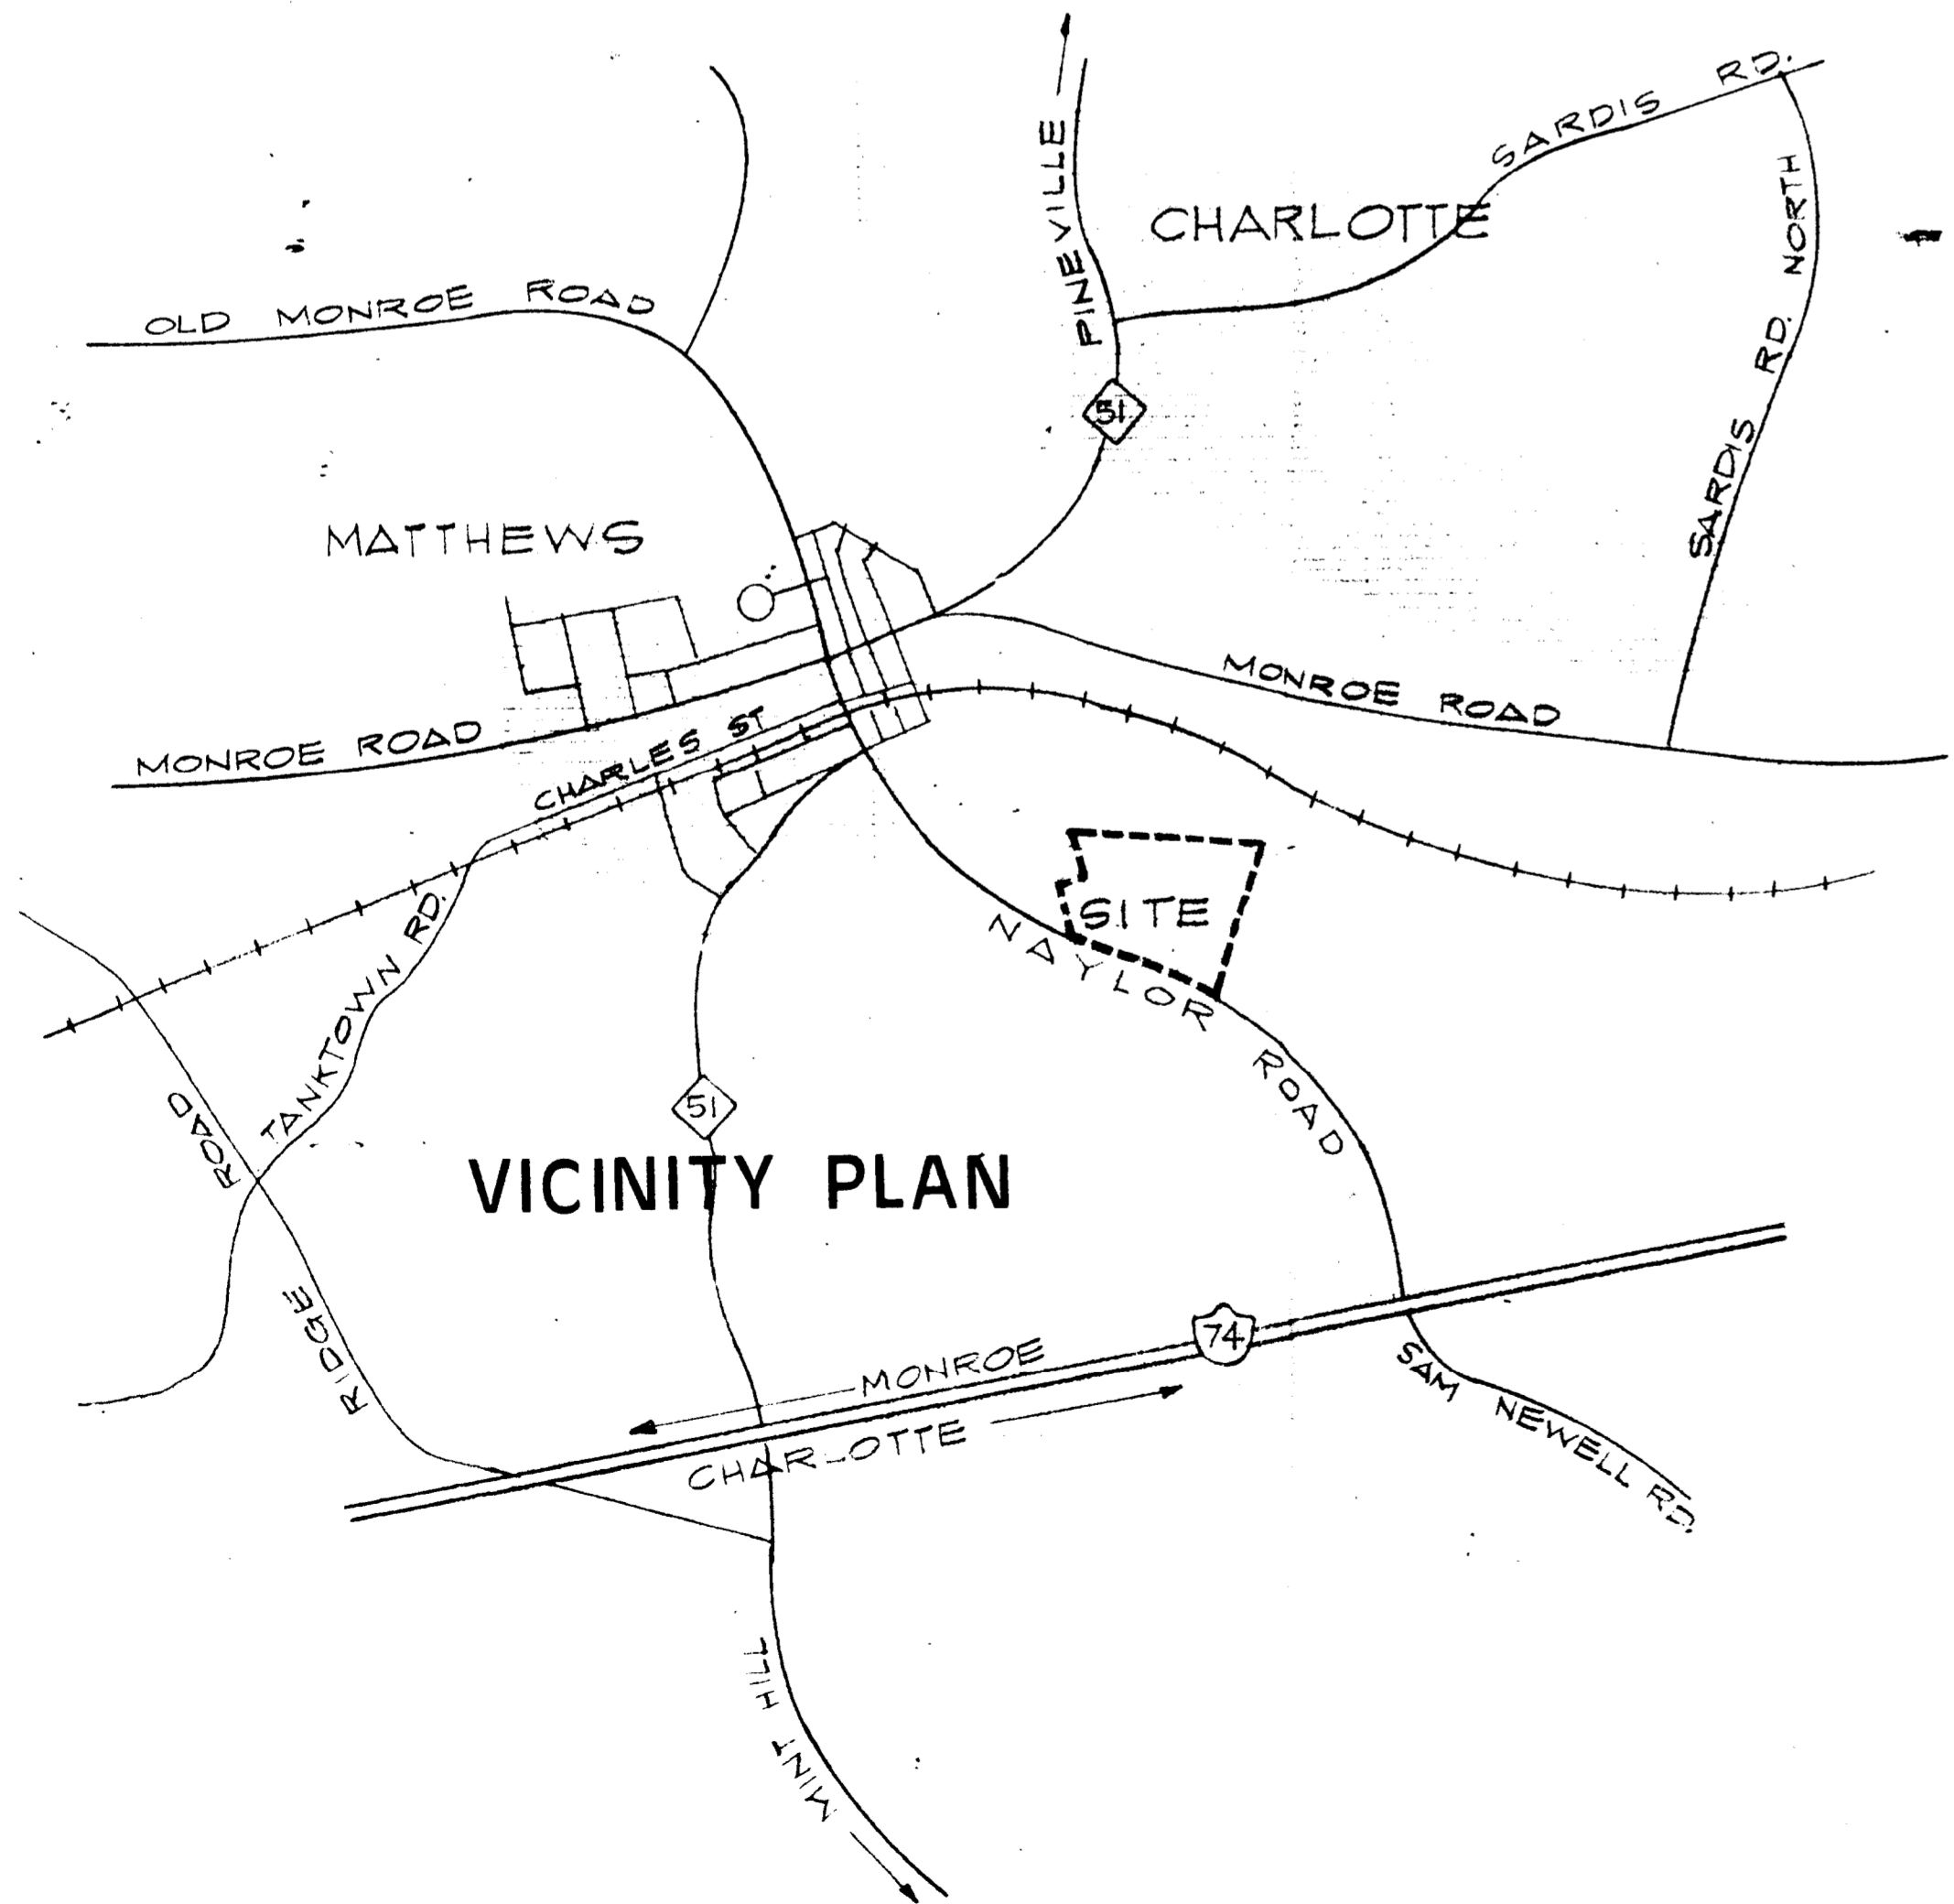 PINEVILLE
SARDIS RD.
CHARLOTTE
SARDIS RD. NORTH
OLD MONROE ROAD
51
MATTHEWS
MONROE ROAD
MONROE ROAD
CHARLES ST
SITE
NAYLOR ROAD
TANKTOWN RD.
RIDGE ROAD
51
VICINITY PLAN
74
MONROE
CHARLOTTE
SAM NEWELL RD.
MINT HILL